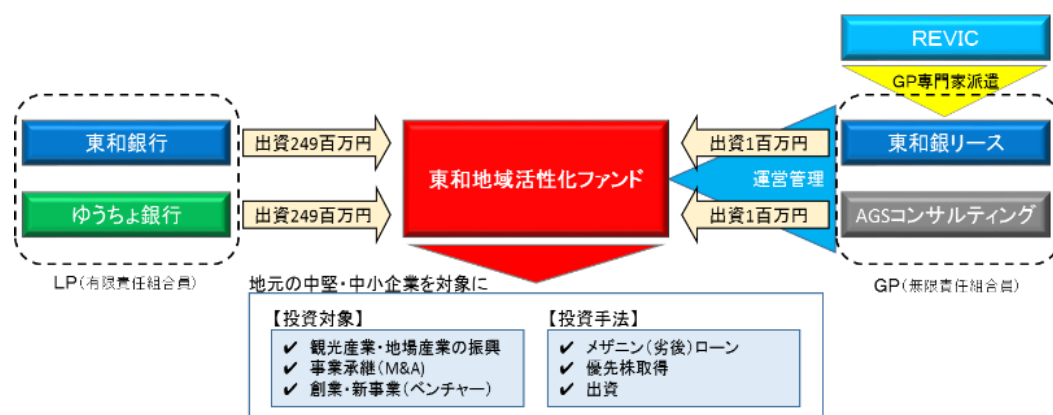 REVIC
GP専門家派遣
東和銀行
出資249百万円
東和地域活性化ファンド
出資1百万円
東和銀リース
運営管理
ゆうちょ銀行
出資249百万円
出資1百万円
AGSコンサルティング
LP(有限責任組合員)
GP(無限責任組合員)
地元の中堅・中小企業を対象に
【投資対象】
✔ 観光産業・地場産業の振興
✔ 事業承継(M&A)
✔ 創業・新事業(ベンチャー)
【投資手法】
✔ メザニン(劣後)ローン
✔ 優先株取得
✔ 出資